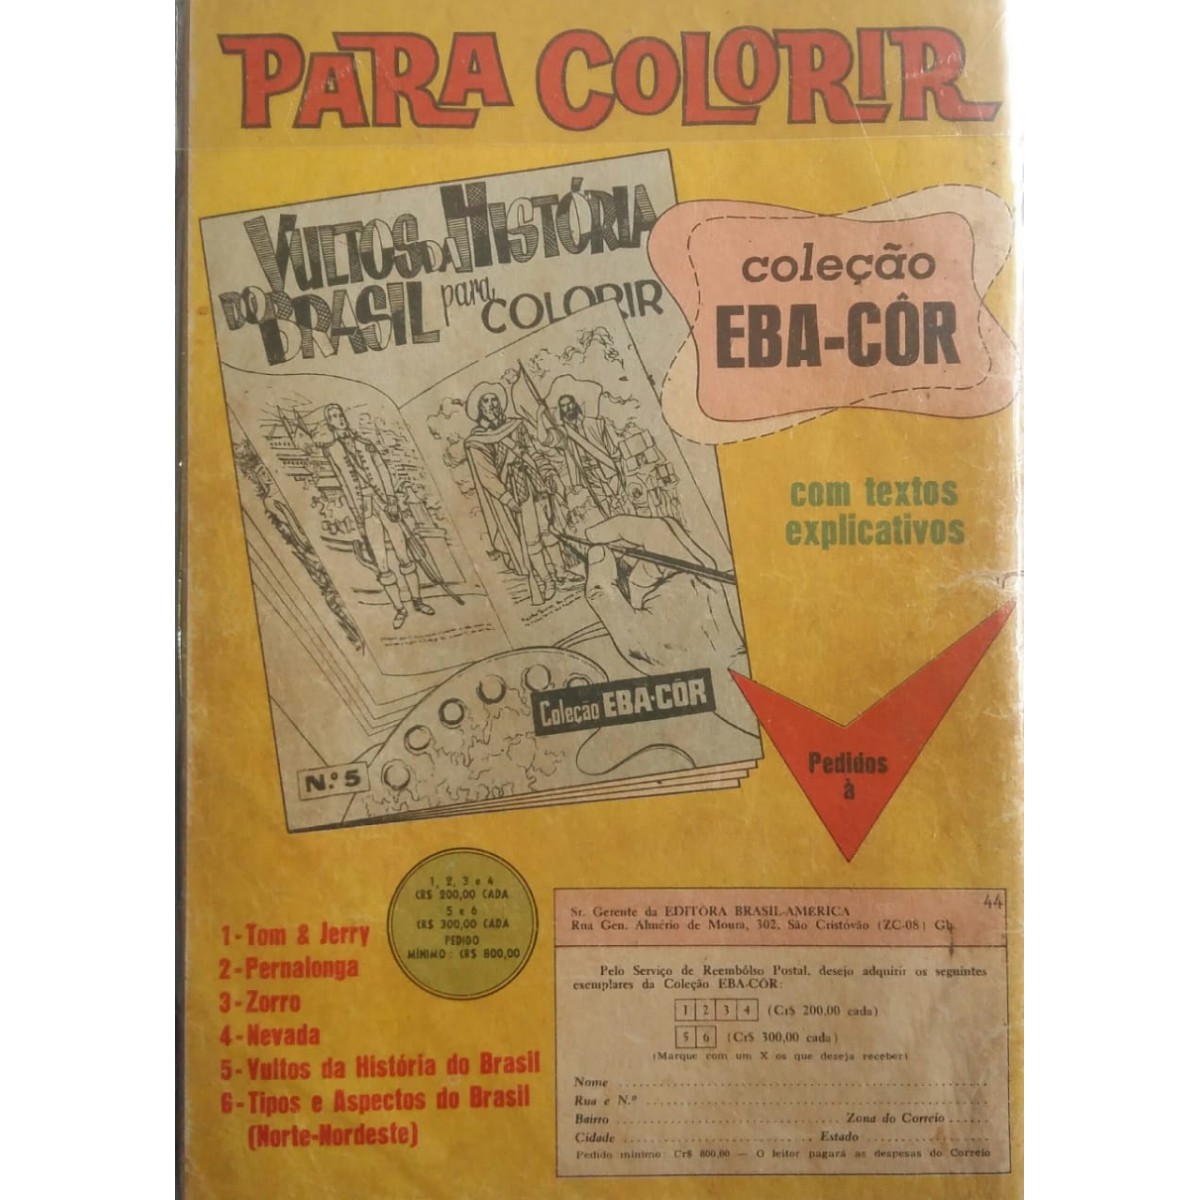 PARA COLORIR
VULTOS DA HISTÓRIA
DO BRASIL para COLORIR
coleção
EBA-CÔR
com textos
explicativos
Coleção EBA-CÔR
N.º 5
Pedidos
à
1, 2, 3 e 4
CR$ 200,00 CADA
5 e 6
CR$ 300,00 CADA
PEDIDO
MÍNIMO: CR$ 800,00
1-Tom & Jerry
2-Pernalonga
3-Zorro
4-Nevada
5-Vultos da História do Brasil
6-Tipos e Aspectos do Brasil
(Norte-Nordeste)
44
Sr. Gerente da EDITÔRA BRASIL-AMÉRICA
Rua Gen. Almério de Moura, 302, São Cristóvão (ZC-08) Gb.
Pelo Serviço de Reembôlso Postal, desejo adquirir os seguintes
exemplares da Coleção EBA-CÔR:
1 2 3 4 (Cr$ 200,00 cada)
5 6 (Cr$ 300,00 cada)
(Marque com um X os que deseja receber)
Nome
Rua e N.º
Bairro Zona do Correio
Cidade Estado
Pedido mínimo: Cr$ 800,00 — O leitor pagará as despesas do Correio